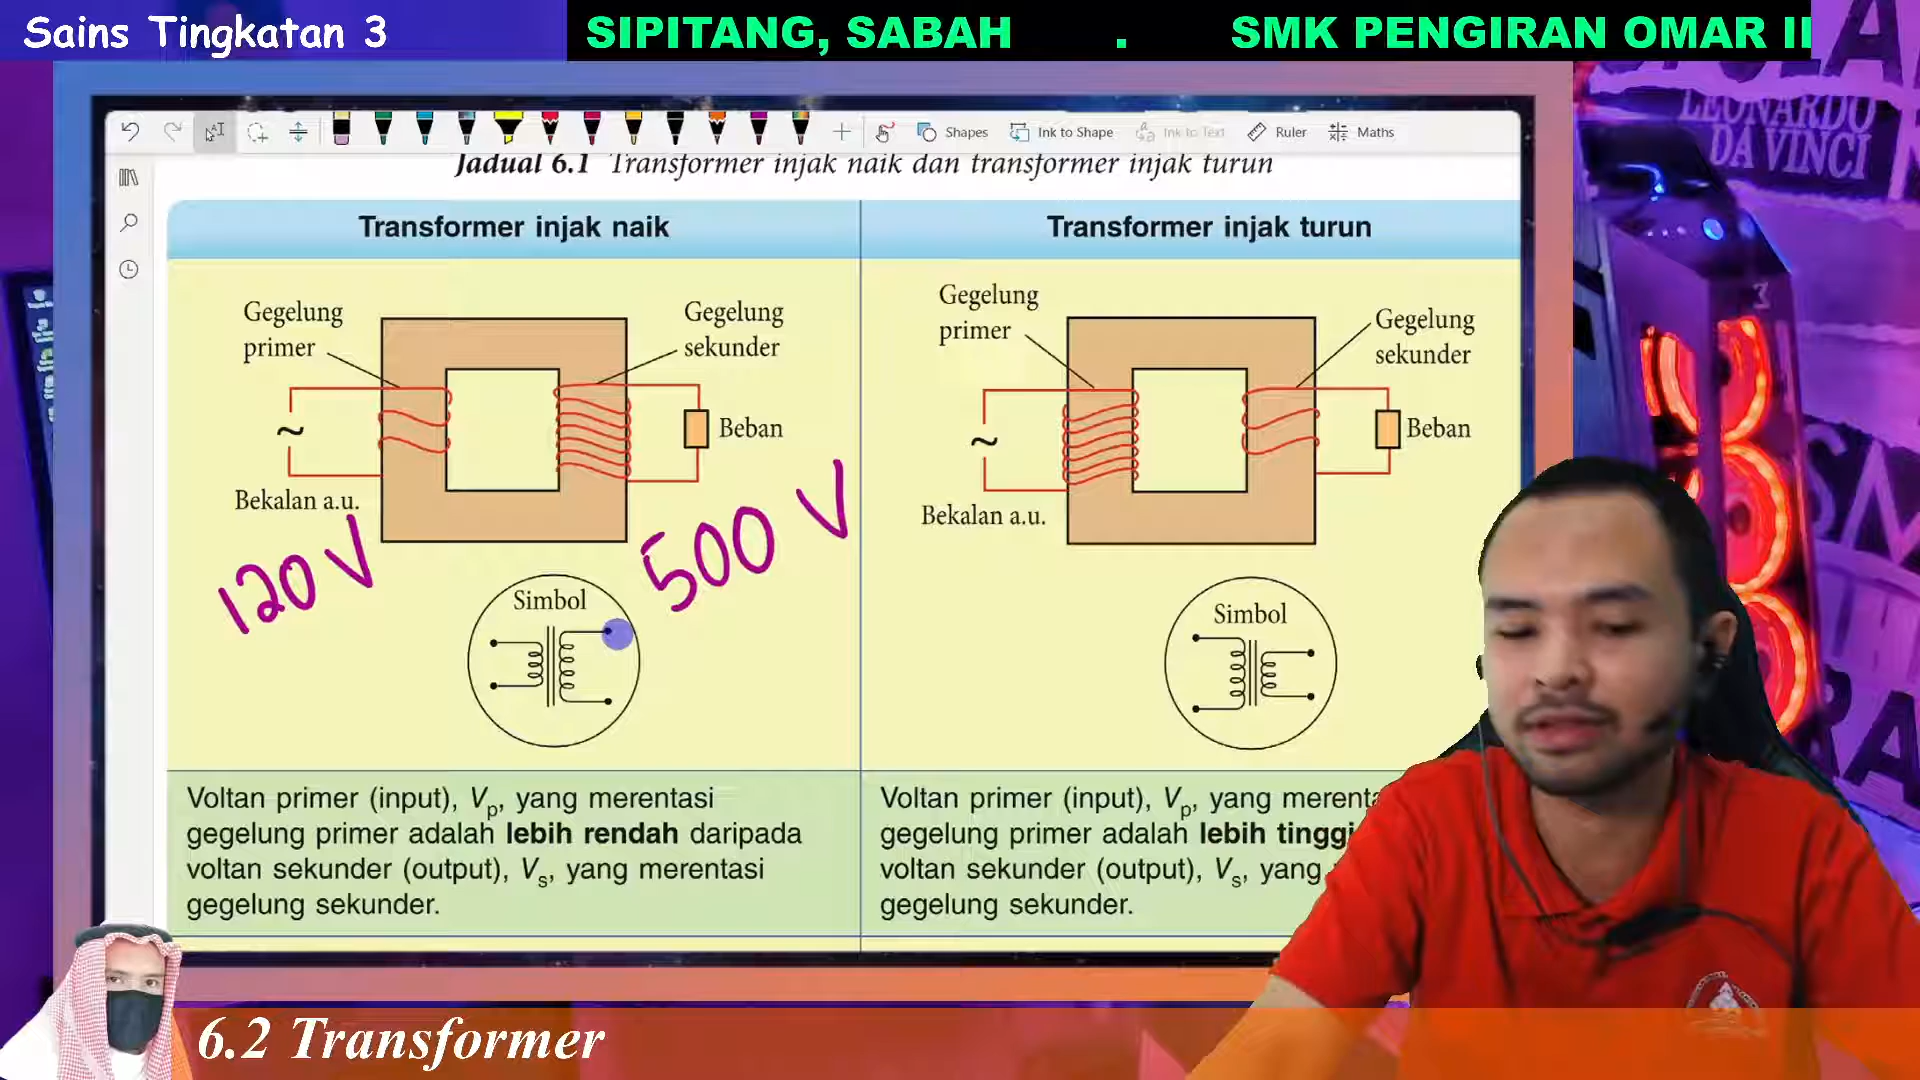 Sains Tingkatan 3
SIPITANG, SABAH . SMK PENGIRAN OMAR II
LEONARDO
DA VINCI
Shapes
Ink to Shape
Ink to Text
Ruler
Maths
Jadual 6.1 Transformer injak naik dan transformer injak turun
Transformer injak naik
Transformer injak turun
Gegelung
primer
Gegelung
sekunder
~
Beban
Bekalan a.u.
120 V
500 V
Simbol
Gegelung
primer
Gegelung
sekunder
~
Beban
Bekalan a.u.
Simbol
Voltan primer (input), Vp, yang merentasi
gegelung primer adalah lebih rendah daripada
voltan sekunder (output), Vs, yang merentasi
gegelung sekunder.
Voltan primer (input), Vp, yang merenta
gegelung primer adalah lebih tinggi
voltan sekunder (output), Vs, yang
gegelung sekunder.
6.2 Transformer